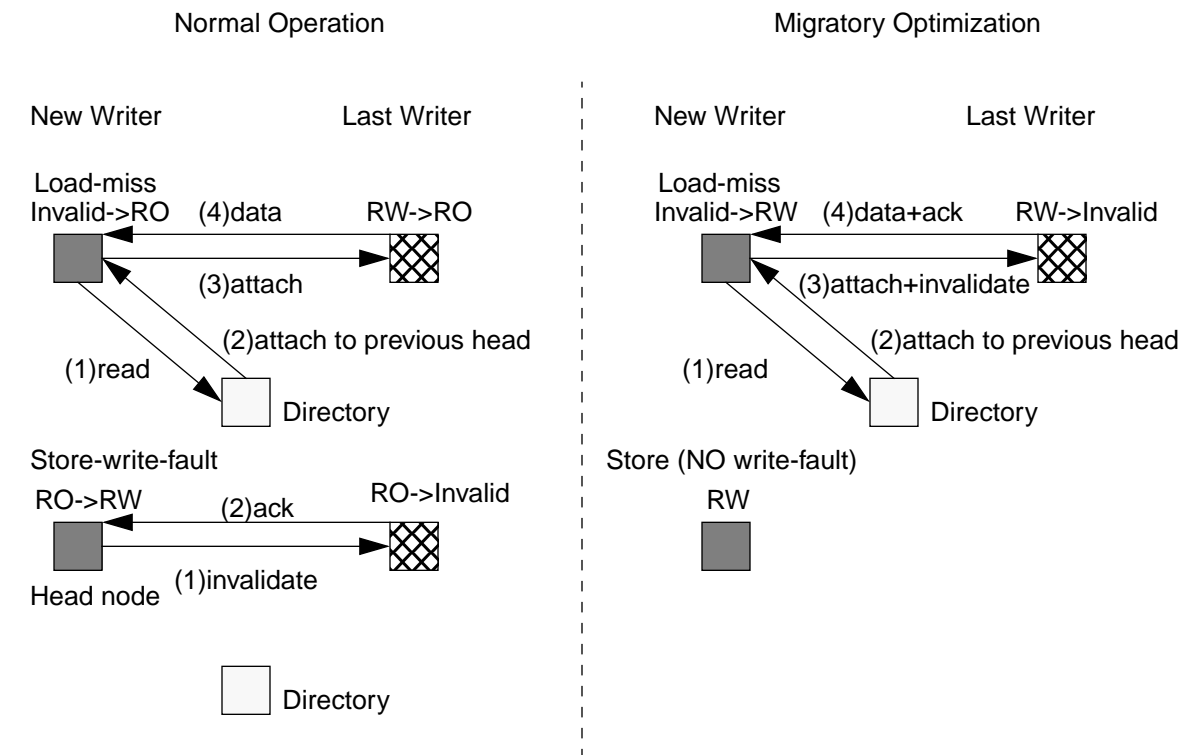 Normal Operation
Migratory Optimization
New Writer
Last Writer
Load-miss
Invalid->RO
(4)data
RW->RO
(3)attach
(2)attach to previous head
(1)read
Directory
Store-write-fault
RO->RW
(2)ack
RO->Invalid
(1)invalidate
Head node
Directory
New Writer
Last Writer
Load-miss
Invalid->RW
(4)data+ack
RW->Invalid
(3)attach+invalidate
(2)attach to previous head
(1)read
Directory
Store (NO write-fault)
RW